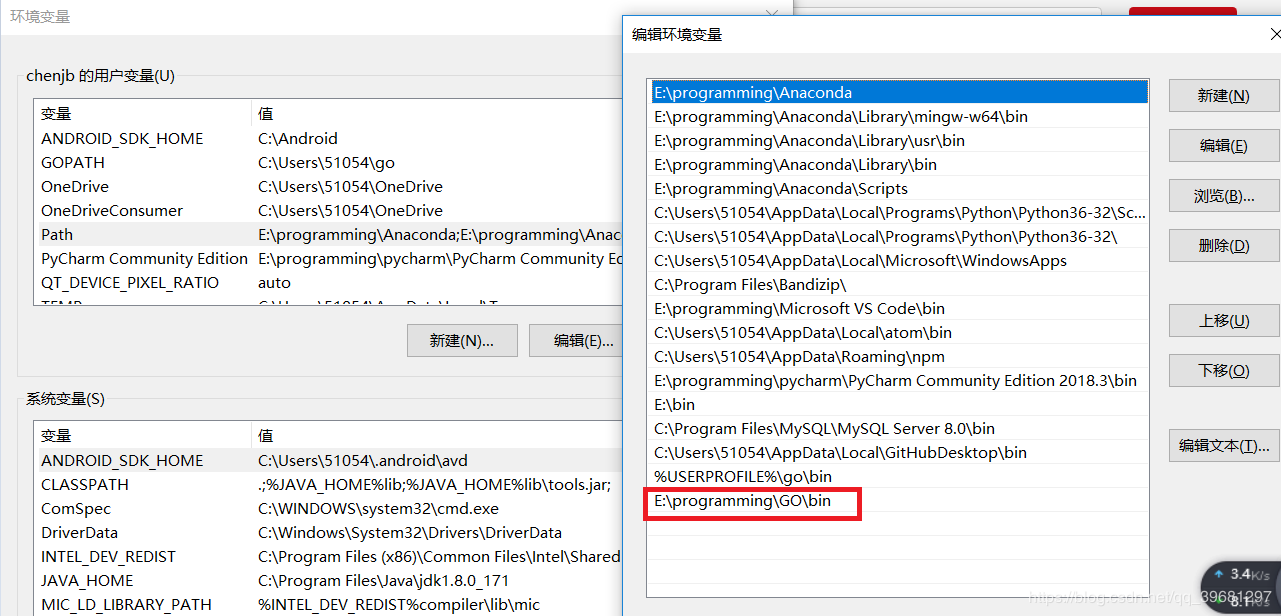 环境变量
chenjb 的用户变量(U)
变量 值
ANDROID_SDK_HOME C:\Android
GOPATH C:\Users\51054\go
OneDrive C:\Users\51054\OneDrive
OneDriveConsumer C:\Users\51054\OneDrive
Path E:\programming\Anaconda;E:\programming\Anac
PyCharm Community Edition E:\programming\pycharm\PyCharm Community Ed
QT_DEVICE_PIXEL_RATIO auto
新建(N)... 编辑(E)...
系统变量(S)
变量 值
ANDROID_SDK_HOME C:\Users\51054\.android\avd
CLASSPATH .;%JAVA_HOME%lib;%JAVA_HOME%lib\tools.jar;
ComSpec C:\WINDOWS\system32\cmd.exe
DriverData C:\Windows\System32\Drivers\DriverData
INTEL_DEV_REDIST C:\Program Files (x86)\Common Files\Intel\Shared
JAVA_HOME C:\Program Files\Java\jdk1.8.0_171
MIC_LD_LIBRARY_PATH %INTEL_DEV_REDIST%compiler\lib\mic
编辑环境变量
E:\programming\Anaconda
E:\programming\Anaconda\Library\mingw-w64\bin
E:\programming\Anaconda\Library\usr\bin
E:\programming\Anaconda\Library\bin
E:\programming\Anaconda\Scripts
C:\Users\51054\AppData\Local\Programs\Python\Python36-32\Sc...
C:\Users\51054\AppData\Local\Programs\Python\Python36-32\
C:\Users\51054\AppData\Local\Microsoft\WindowsApps
C:\Program Files\Bandizip\
E:\programming\Microsoft VS Code\bin
C:\Users\51054\AppData\Local\atom\bin
C:\Users\51054\AppData\Roaming\npm
E:\programming\pycharm\PyCharm Community Edition 2018.3\bin
E:\bin
C:\Program Files\MySQL\MySQL Server 8.0\bin
C:\Users\51054\AppData\Local\GitHubDesktop\bin
%USERPROFILE%\go\bin
E:\programming\GO\bin
新建(N)
编辑(E)
浏览(B)...
删除(D)
上移(U)
下移(O)
编辑文本(T)...
3.4K/s
8.1K/s
https://blog.csdn.net/qq_39681297